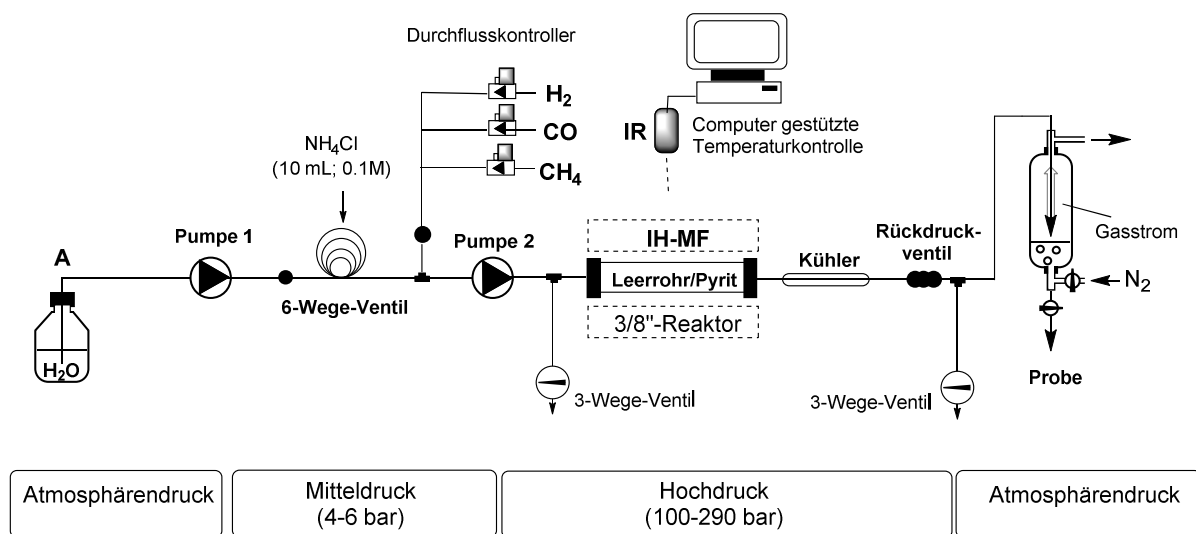 Durchflusskontroller
H₂
CO
CH₄
NH₄Cl
(10 mL; 0.1M)
IR
Computer gestützte
Temperaturkontrolle
A
Pumpe 1
6-Wege-Ventil
Pumpe 2
IH-MF
Leerrohr/Pyrit
3/8"-Reaktor
Kühler
Rückdruck-
ventil
Gasstrom
N₂
H₂O
3-Wege-Ventil
3-Wege-Ventil
Probe
Atmosphärendruck
Mitteldruck
(4-6 bar)
Hochdruck
(100-290 bar)
Atmosphärendruck